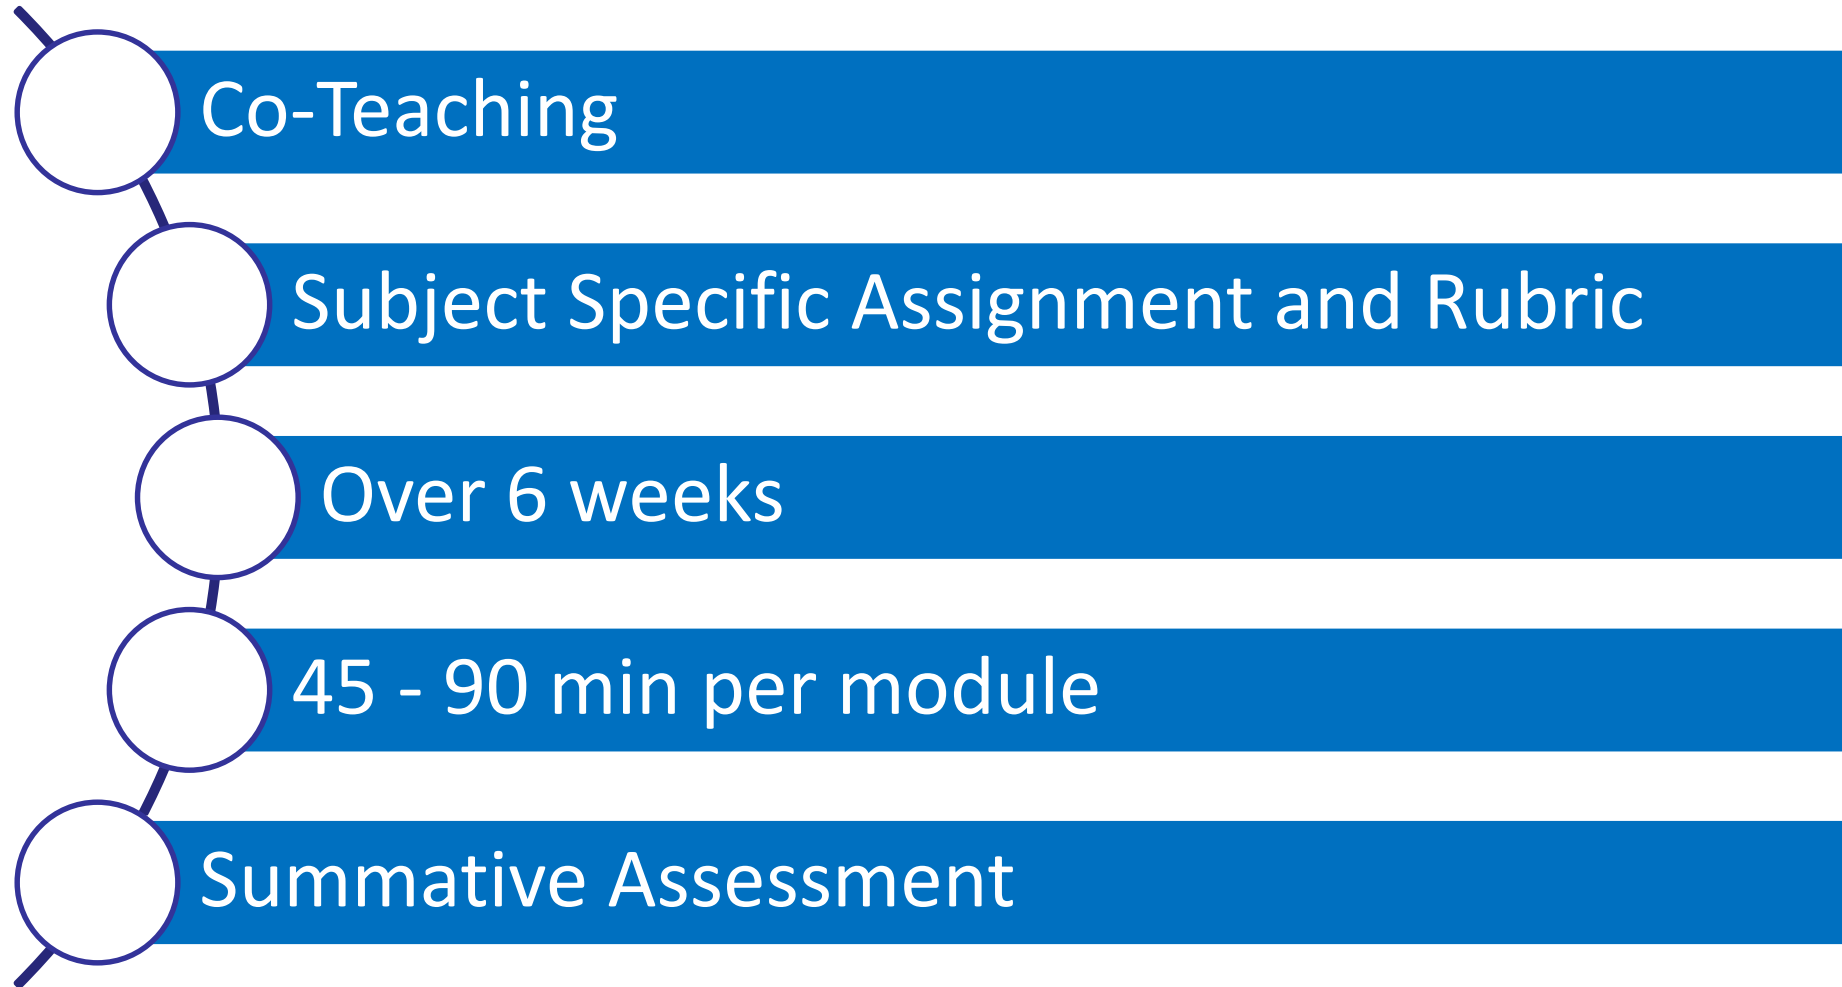 Co-Teaching
Subject Specific Assignment and Rubric
Over 6 weeks
45 - 90 min per module
Summative Assessment